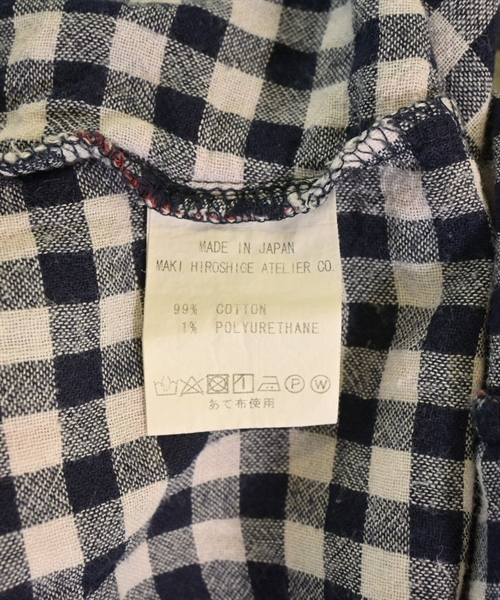 MADE IN JAPAN
MAKI HIROSHIGE ATELIER CO.
99% COTTON
1% POLYURETHANE
P W
あて布使用